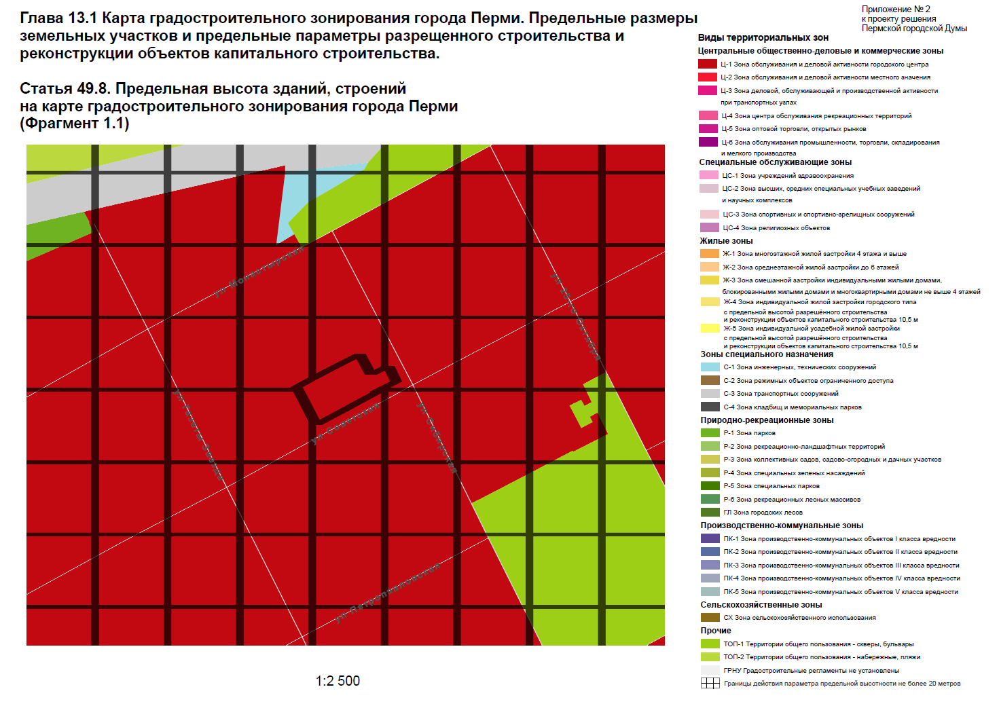 Глава 13.1 Карта градостроительного зонирования города Перми. Предельные размеры
земельных участков и предельные параметры разрешенного строительства и
реконструкции объектов капитального строительства.
Статья 49.8. Предельная высота зданий, строений
на карте градостроительного зонирования города Перми
(Фрагмент 1.1)
Приложение № 2
к проекту решения
Пермской городской Думы
ул Монастырская
ул 25го Октября
ул Газеты Звезда
ул Советская
ул Сибирская
ул Петропавловская
1:2 500
Виды территориальных зон
Центральные общественно-деловые и коммерческие зоны
Ц-1 Зона обслуживания и деловой активности городского центра
Ц-2 Зона обслуживания и деловой активности местного значения
Ц-3 Зона деловой, обслуживающей и производственной активности
при транспортных узлах
Ц-4 Зона центра обслуживания рекреационных территорий
Ц-5 Зона оптовой торговли, открытых рынков
Ц-6 Зона обслуживания промышленности, торговли, складирования
и мелкого производства
Специальные обслуживающие зоны
ЦС-1 Зона учреждений здравоохранения
ЦС-2 Зона высших, средних специальных учебных заведений
и научных комплексов
ЦС-3 Зона спортивных и спортивно-зрелищных сооружений
ЦС-4 Зона религиозных объектов
Жилые зоны
Ж-1 Зона многоэтажной жилой застройки 4 этажа и выше
Ж-2 Зона среднеэтажной жилой застройки до 6 этажей
Ж-3 Зона смешанной застройки индивидуальными жилыми домами,
блокированными жилыми домами и многоквартирными домами не выше 4 этажей
Ж-4 Зона индивидуальной жилой застройки городского типа
с предельной высотой разрешённого строительства
и реконструкции объектов капитального строительства 10,5 м
Ж-5 Зона индивидуальной усадебной жилой застройки
с предельной высотой разрешённого строительства
и реконструкции объектов капитального строительства 10,5 м
Зоны специального назначения
С-1 Зона инженерных, технических сооружений
С-2 Зона режимных объектов ограниченного доступа
С-3 Зона транспортных сооружений
С-4 Зона кладбищ и мемориальных парков
Природно-рекреационные зоны
Р-1 Зона парков
Р-2 Зона рекреационно-ландшафтных территорий
Р-3 Зона коллективных садов, садово-огородных и дачных участков
Р-4 Зона специальных зеленых насаждений
Р-5 Зона специальных парков
Р-6 Зона рекреационных лесных массивов
ГЛ Зона городских лесов
Производственно-коммунальные зоны
ПК-1 Зона производственно-коммунальных объектов I класса вредности
ПК-2 Зона производственно-коммунальных объектов II класса вредности
ПК-3 Зона производственно-коммунальных объектов III класса вредности
ПК-4 Зона производственно-коммунальных объектов IV класса вредности
ПК-5 Зона производственно-коммунальных объектов V класса вредности
Сельскохозяйственные зоны
СХ Зона сельскохозяйственного использования
Прочие
ТОП-1 Территории общего пользования - скверы, бульвары
ТОП-2 Территории общего пользования - набережные, пляжи
ГРНУ Градостроительные регламенты не установлены
Границы действия параметра предельной высотности не более 20 метров